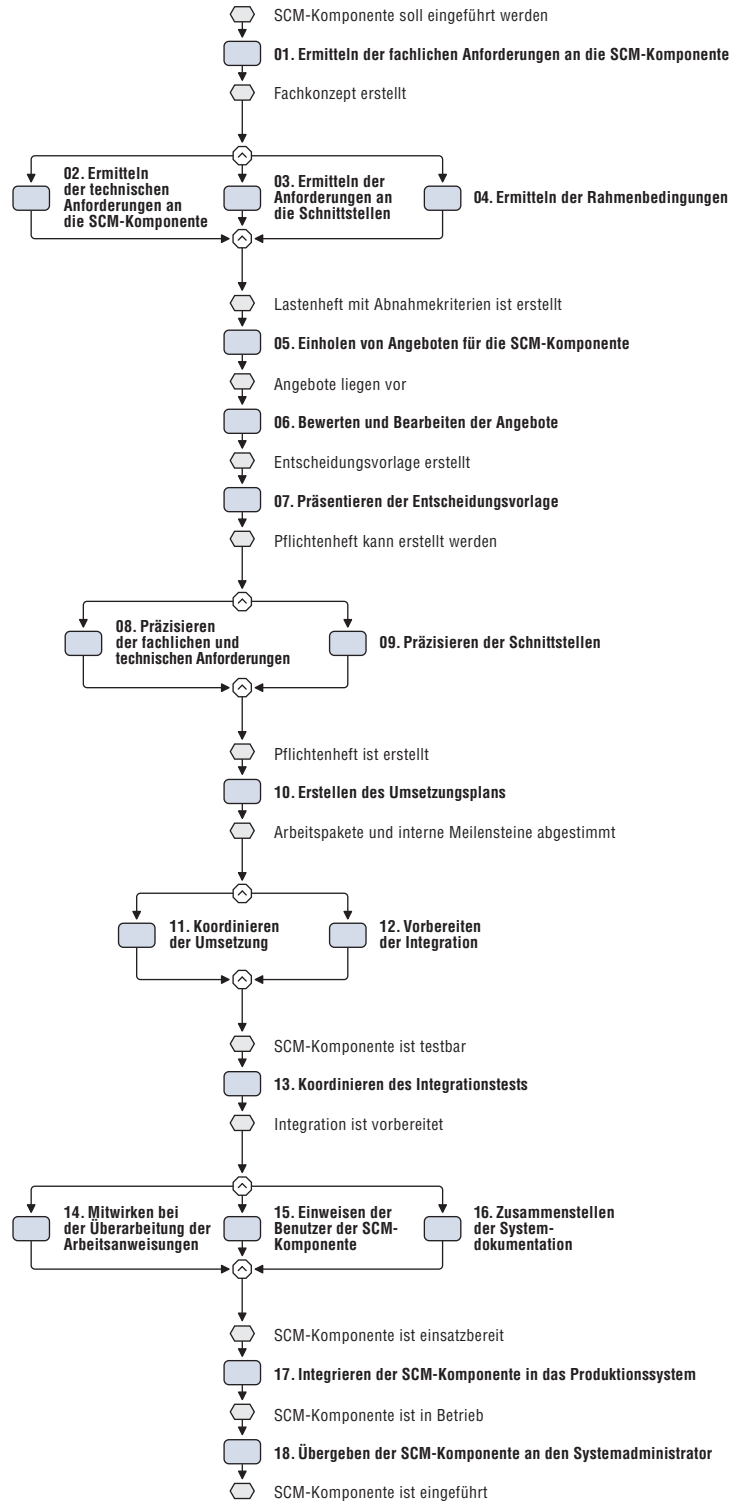 SCM-Komponente soll eingeführt werden
01. Ermitteln der fachlichen Anforderungen an die SCM-Komponente
Fachkonzept erstellt
02. Ermitteln
der technischen
Anforderungen an
die SCM-Komponente
03. Ermitteln der
Anforderungen an
die Schnittstellen
04. Ermitteln der Rahmenbedingungen
Lastenheft mit Abnahmekriterien ist erstellt
05. Einholen von Angeboten für die SCM-Komponente
Angebote liegen vor
06. Bewerten und Bearbeiten der Angebote
Entscheidungsvorlage erstellt
07. Präsentieren der Entscheidungsvorlage
Pflichtenheft kann erstellt werden
08. Präzisieren
der fachlichen und
technischen Anforderungen
09. Präzisieren der Schnittstellen
Pflichtenheft ist erstellt
10. Erstellen des Umsetzungsplans
Arbeitspakete und interne Meilensteine abgestimmt
11. Koordinieren
der Umsetzung
12. Vorbereiten
der Integration
SCM-Komponente ist testbar
13. Koordinieren des Integrationstests
Integration ist vorbereitet
14. Mitwirken bei
der Überarbeitung der
Arbeitsanweisungen
15. Einweisen der
Benutzer der SCM-
Komponente
16. Zusammenstellen
der System-
dokumentation
SCM-Komponente ist einsatzbereit
17. Integrieren der SCM-Komponente in das Produktionssystem
SCM-Komponente ist in Betrieb
18. Übergeben der SCM-Komponente an den Systemadministrator
SCM-Komponente ist eingeführt